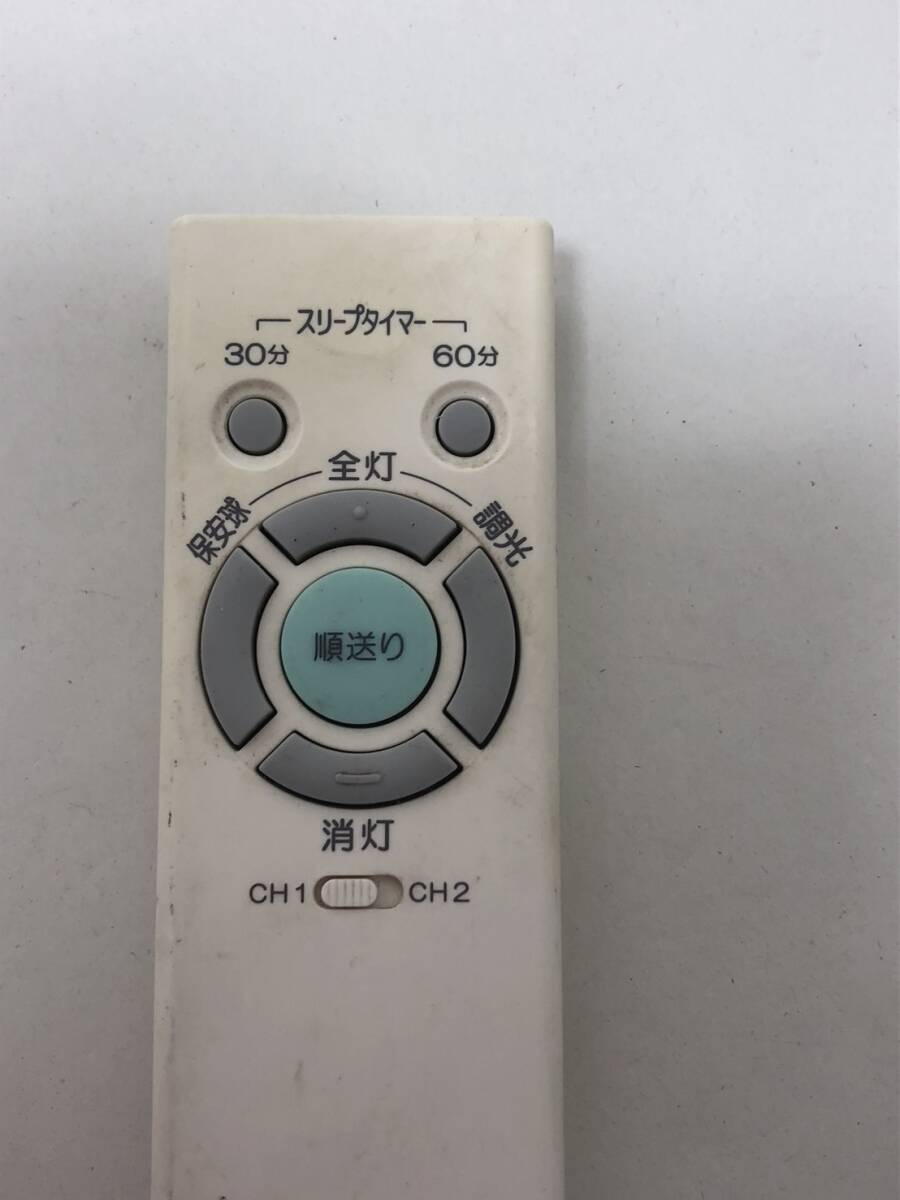 スリープタイマー
30分 60分
全灯
保安球 調光
順送り
消灯
CH1 CH2